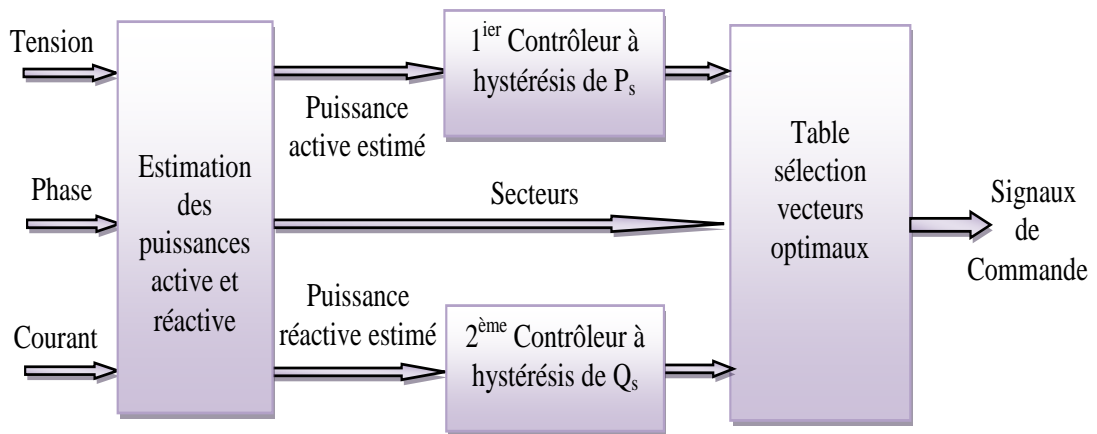 Tension
Phase
Courant
Estimation
des
puissances
active et
réactive
Puissance
active estimé
Secteurs
Puissance
réactive estimé
1ier Contrôleur à
hystérésis de Ps
2ème Contrôleur à
hystérésis de Qs
Table
sélection
vecteurs
optimaux
Signaux
de
Commande